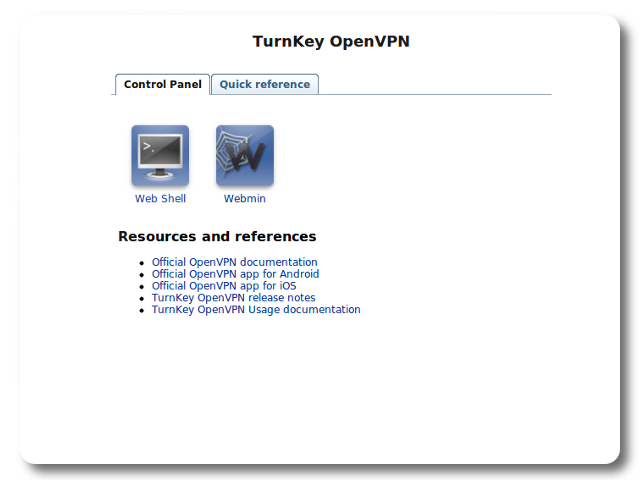 TurnKey OpenVPN
Control Panel
Quick reference
>.
Web Shell
W
Webmin
Resources and references
Official OpenVPN documentation
Official OpenVPN app for Android
Official OpenVPN app for iOS
TurnKey OpenVPN release notes
TurnKey OpenVPN Usage documentation